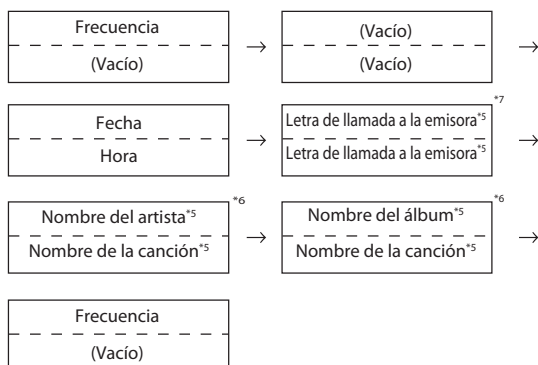 Frecuencia
(Vacío)
→
(Vacío)
(Vacío)
→
Fecha
Hora
→
Letra de llamada a la emisora*5
Letra de llamada a la emisora*5
*7
→
Nombre del artista*5
Nombre de la canción*5
*6
→
Nombre del álbum*5
Nombre de la canción*5
*6
→
Frecuencia
(Vacío)